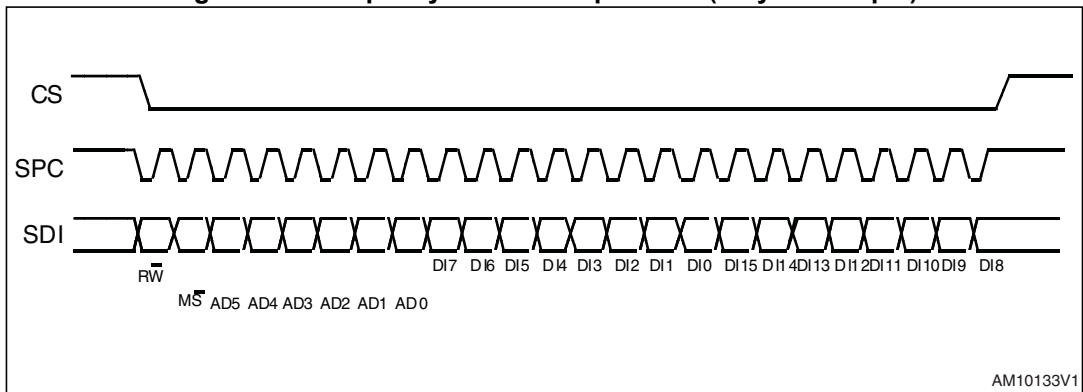 CS
SPC
SDI
DI7 DI6 DI5 DI4 DI3 DI2 DI1 DI0 DI15 DI14 DI13 DI12 DI11 DI10 DI9 DI8
RW
MS AD5 AD4 AD3 AD2 AD1 AD0
AM10133V1